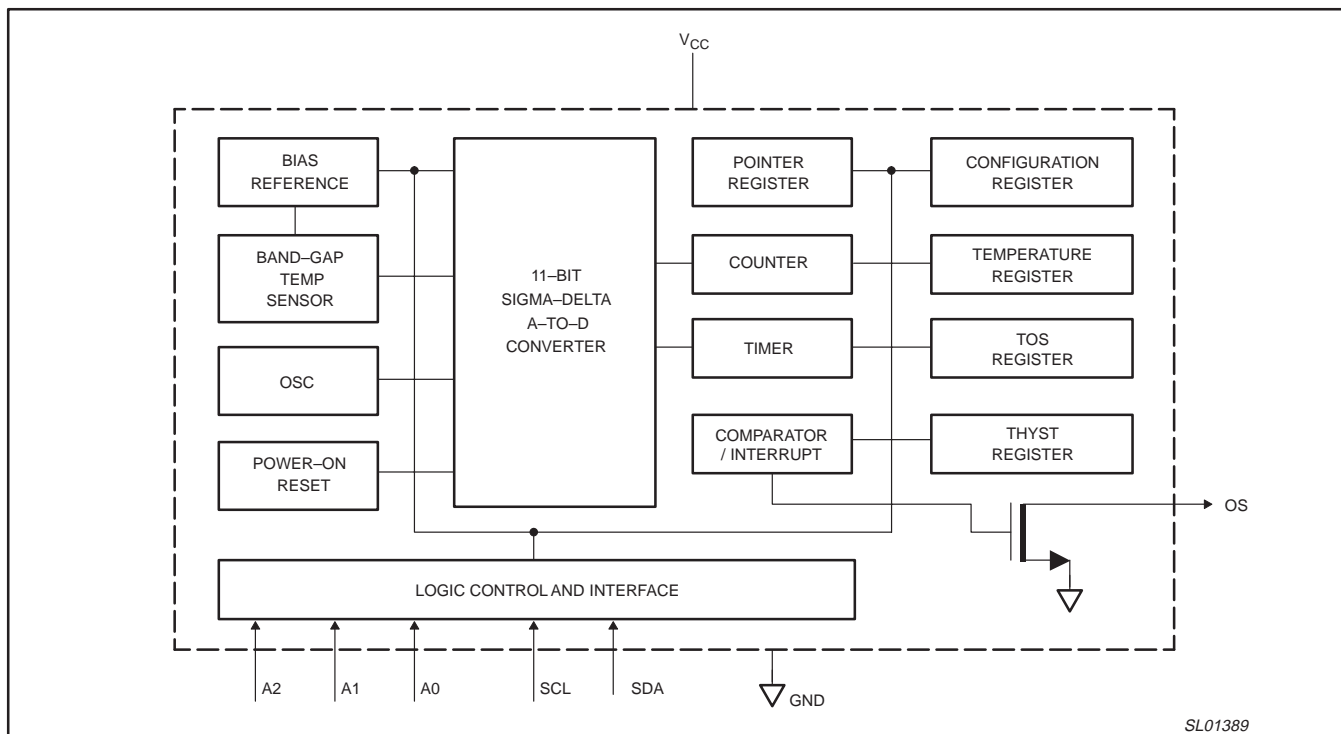 VCC
BIAS
REFERENCE
BAND–GAP
TEMP
SENSOR
OSC
POWER–ON
RESET
11–BIT
SIGMA–DELTA
A–TO–D
CONVERTER
POINTER
REGISTER
COUNTER
TIMER
COMPARATOR
/ INTERRUPT
CONFIGURATION
REGISTER
TEMPERATURE
REGISTER
TOS
REGISTER
THYST
REGISTER
OS
LOGIC CONTROL AND INTERFACE
A2
A1
A0
SCL
SDA
GND
SL01389